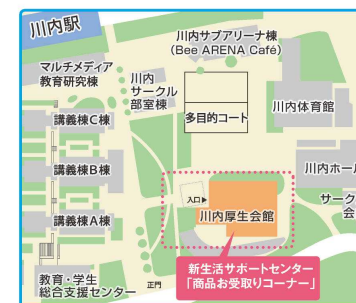 川内駅
川内サブアリーナ棟
(Bee ARENA Café)
マルチメディア
教育研究棟
川内
サークル
部室棟
多目的コート
川内体育館
講義棟C棟
講義棟B棟
川内ホー
入口
サーク
会
川内厚生会館
講義棟A棟
新生活サポートセンター
「商品お受取りコーナー」
教育・学生
総合支援センター
正門